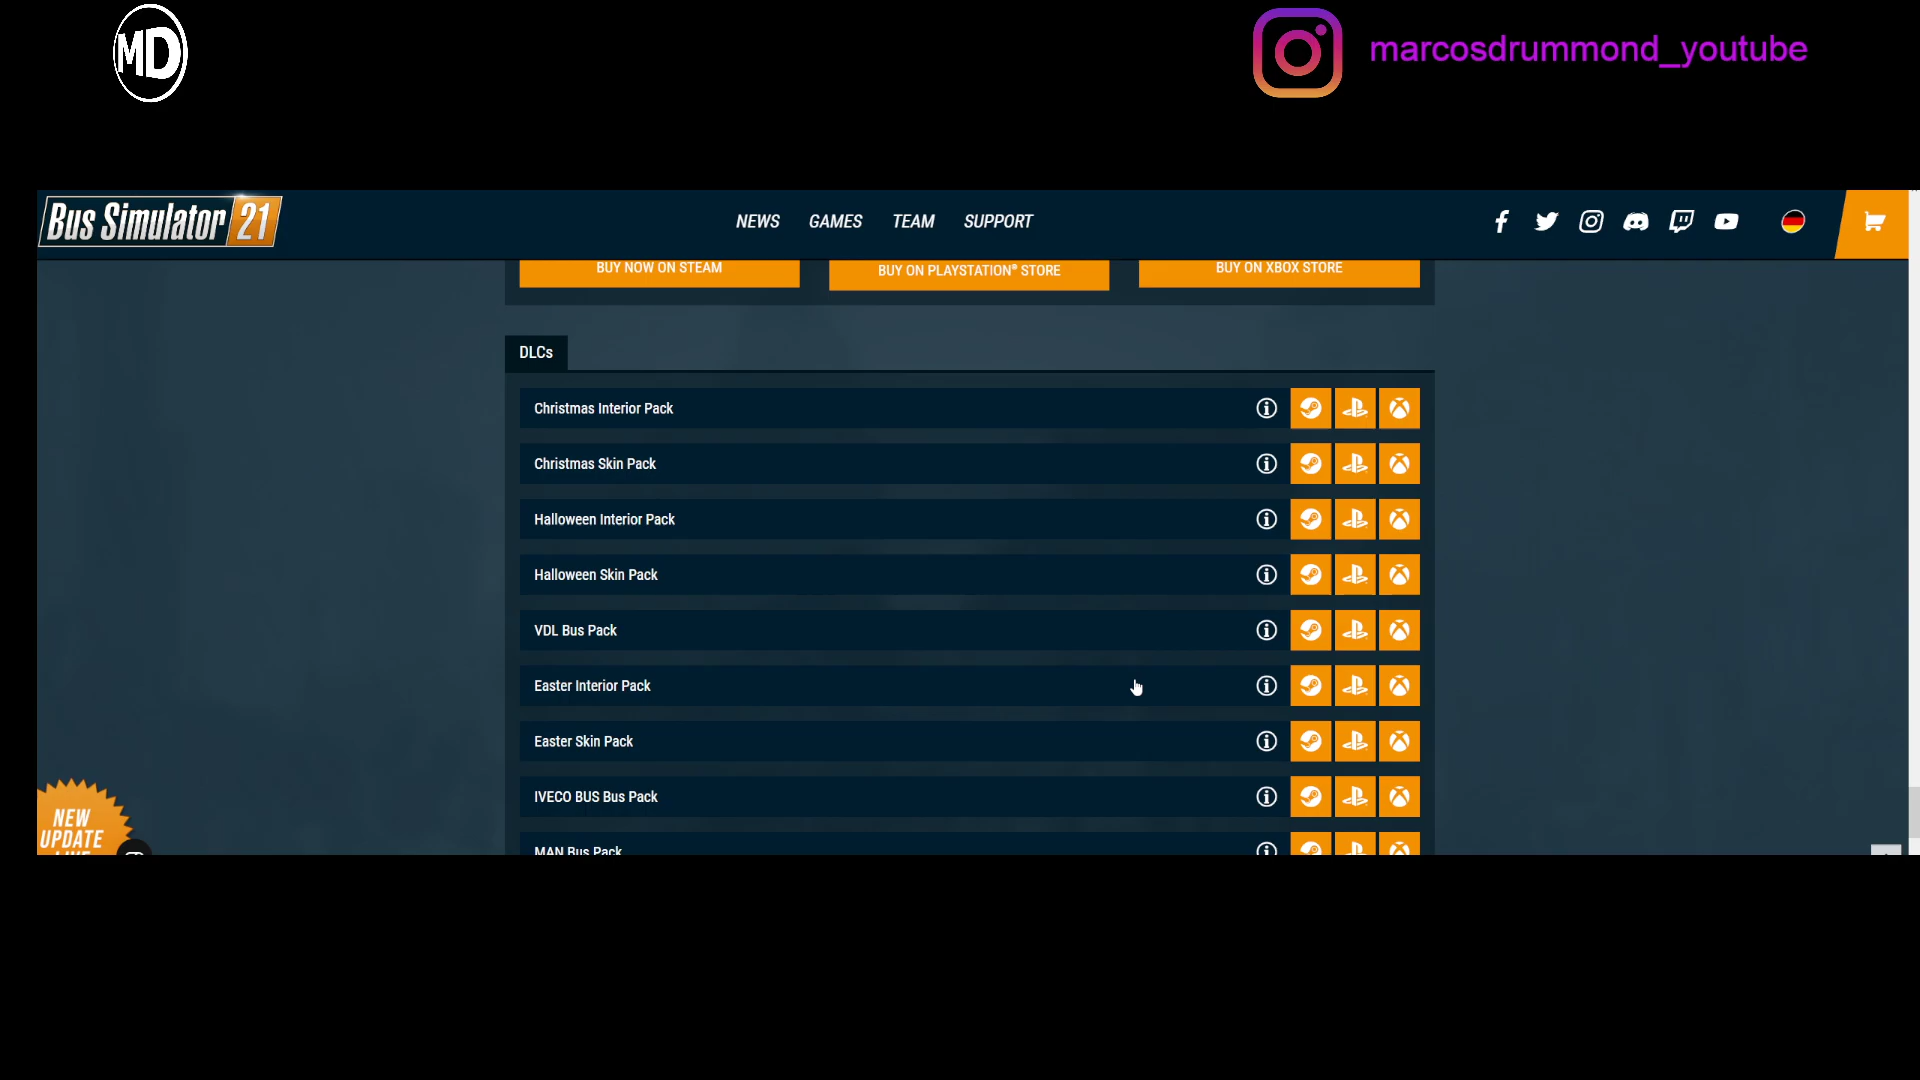 MD
marcosdrummond_youtube
Bus Simulator 21
NEWS GAMES TEAM SUPPORT
BUY NOW ON STEAM
BUY ON PLAYSTATION® STORE
BUY ON XBOX STORE
DLCs
Christmas Interior Pack
Christmas Skin Pack
Halloween Interior Pack
Halloween Skin Pack
VDL Bus Pack
Easter Interior Pack
Easter Skin Pack
IVECO BUS Bus Pack
MAN Bus Pack
NEW
UPDATE
LIVE